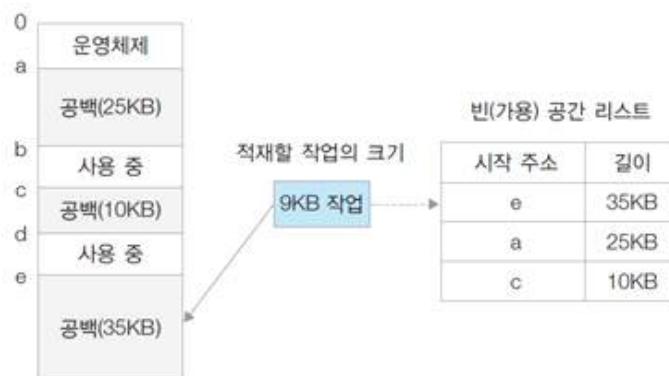 0
운영체제
a
공백(25KB)
b
사용 중
c
공백(10KB)
d
사용 중
e
공백(35KB)
적재할 작업의 크기
9KB 작업
빈(가용) 공간 리스트
시작 주소 길이
e 35KB
a 25KB
c 10KB